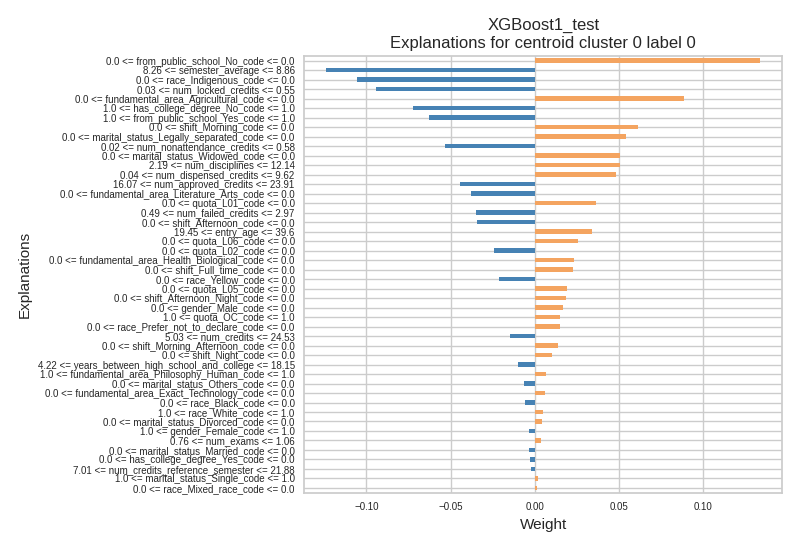 XGBoost1_test
Explanations for centroid cluster 0 label 0
0.0 <= from_public_school_No_code <= 0.0
8.26 <= semester_average <= 8.86
0.0 <= race_Indigenous_code <= 0.0
0.03 <= num_locked_credits <= 0.55
0.0 <= fundamental_area_Agricultural_code <= 0.0
1.0 <= has_college_degree_No_code <= 1.0
1.0 <= from_public_school_Yes_code <= 1.0
0.0 <= shift_Morning_code <= 0.0
0.0 <= marital_status_Legally_separated_code <= 0.0
0.02 <= num_nonattendance_credits <= 0.58
0.0 <= marital_status_Widowed_code <= 0.0
2.19 <= num_disciplines <= 12.14
0.04 <= num_dispensed_credits <= 9.62
16.07 <= num_approved_credits <= 23.91
0.0 <= fundamental_area_Literature_Arts_code <= 0.0
0.0 <= quota_L01_code <= 0.0
0.49 <= num_failed_credits <= 2.97
0.0 <= shift_Afternoon_code <= 0.0
19.45 <= entry_age <= 39.6
0.0 <= quota_L06_code <= 0.0
0.0 <= quota_L02_code <= 0.0
0.0 <= fundamental_area_Health_Biological_code <= 0.0
0.0 <= shift_Full_time_code <= 0.0
0.0 <= race_Yellow_code <= 0.0
0.0 <= quota_L05_code <= 0.0
0.0 <= shift_Afternoon_Night_code <= 0.0
0.0 <= gender_Male_code <= 0.0
1.0 <= quota_OC_code <= 1.0
0.0 <= race_Prefer_not_to_declare_code <= 0.0
5.03 <= num_credits <= 24.53
0.0 <= shift_Morning_Afternoon_code <= 0.0
0.0 <= shift_Night_code <= 0.0
4.22 <= years_between_high_school_and_college <= 18.15
1.0 <= fundamental_area_Philosophy_Human_code <= 1.0
0.0 <= marital_status_Others_code <= 0.0
0.0 <= fundamental_area_Exact_Technology_code <= 0.0
0.0 <= race_Black_code <= 0.0
1.0 <= race_White_code <= 1.0
0.0 <= marital_status_Divorced_code <= 0.0
1.0 <= gender_Female_code <= 1.0
0.76 <= num_exams <= 1.06
0.0 <= marital_status_Married_code <= 0.0
0.0 <= has_college_degree_Yes_code <= 0.0
7.01 <= num_credits_reference_semester <= 21.88
1.0 <= marital_status_Single_code <= 1.0
0.0 <= race_Mixed_race_code <= 0.0
Explanations
−0.10 −0.05 0.00 0.05 0.10
Weight